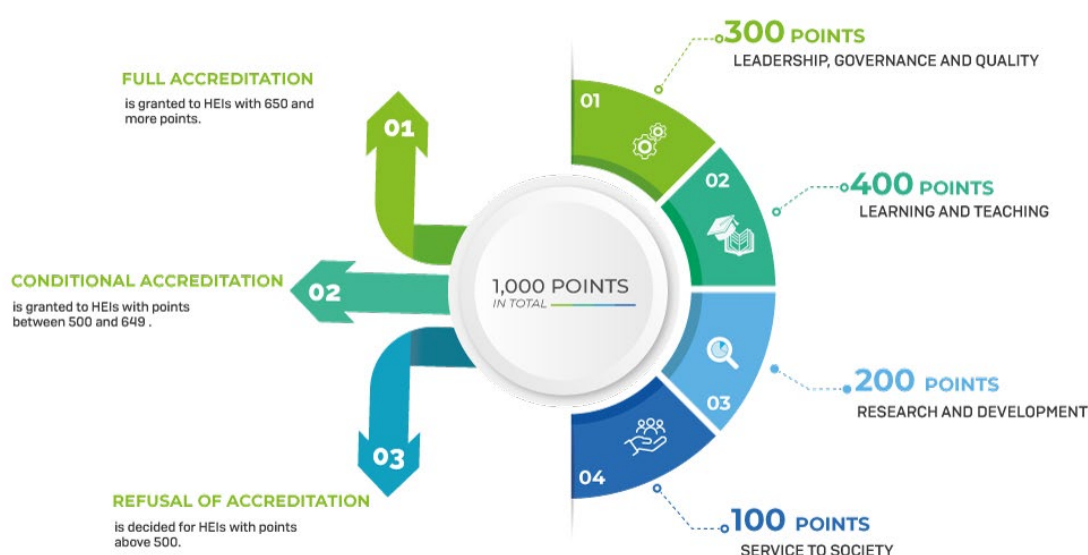 FULL ACCREDITATION
is granted to HEIs with 650 and
more points.
01
CONDITIONAL ACCREDITATION
is granted to HEIs with points
between 500 and 649 .
02
03
REFUSAL OF ACCREDITATION
is decided for HEIs with points
above 500.
1,000 POINTS
IN TOTAL
01
300 POINTS
LEADERSHIP, GOVERNANCE AND QUALITY
02
400 POINTS
LEARNING AND TEACHING
03
200 POINTS
RESEARCH AND DEVELOPMENT
04
100 POINTS
SERVICE TO SOCIETY